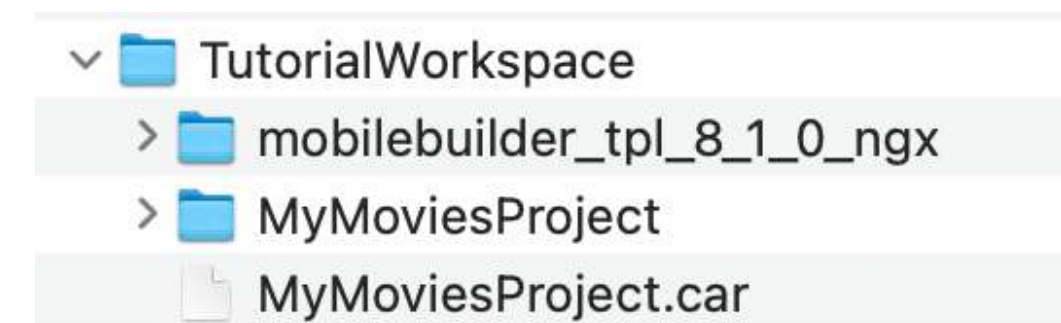 TutorialWorkspace
mobilebuilder_tpl_8_1_0_ngx
MyMoviesProject
MyMoviesProject.car